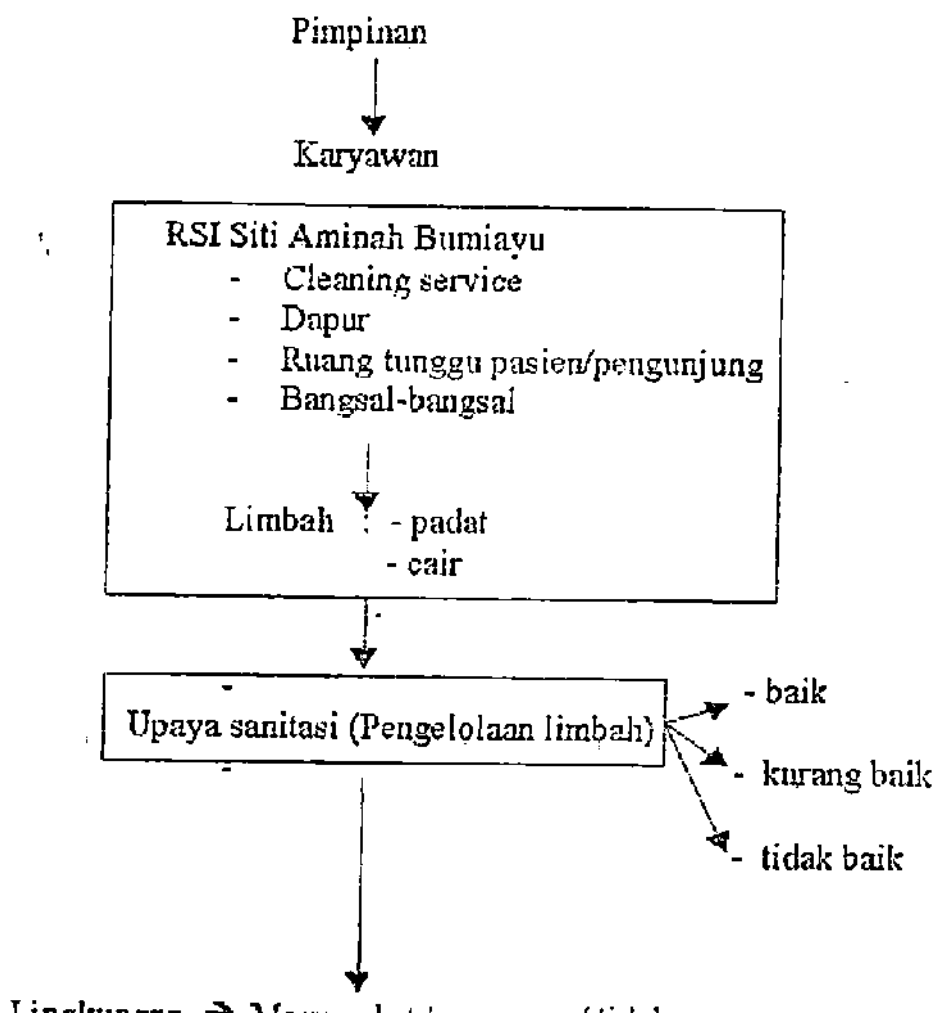 Pimpinan
Karyawan
RSI Siti Aminah Bumiayu
- Cleaning service
- Dapur
- Ruang tunggu pasien/pengunjung
- Bangsal-bangsal
Limbah : - padat
- cair
Upaya sanitasi (Pengelolaan limbah)
- baik
- kurang baik
- tidak baik
Lingkungan →